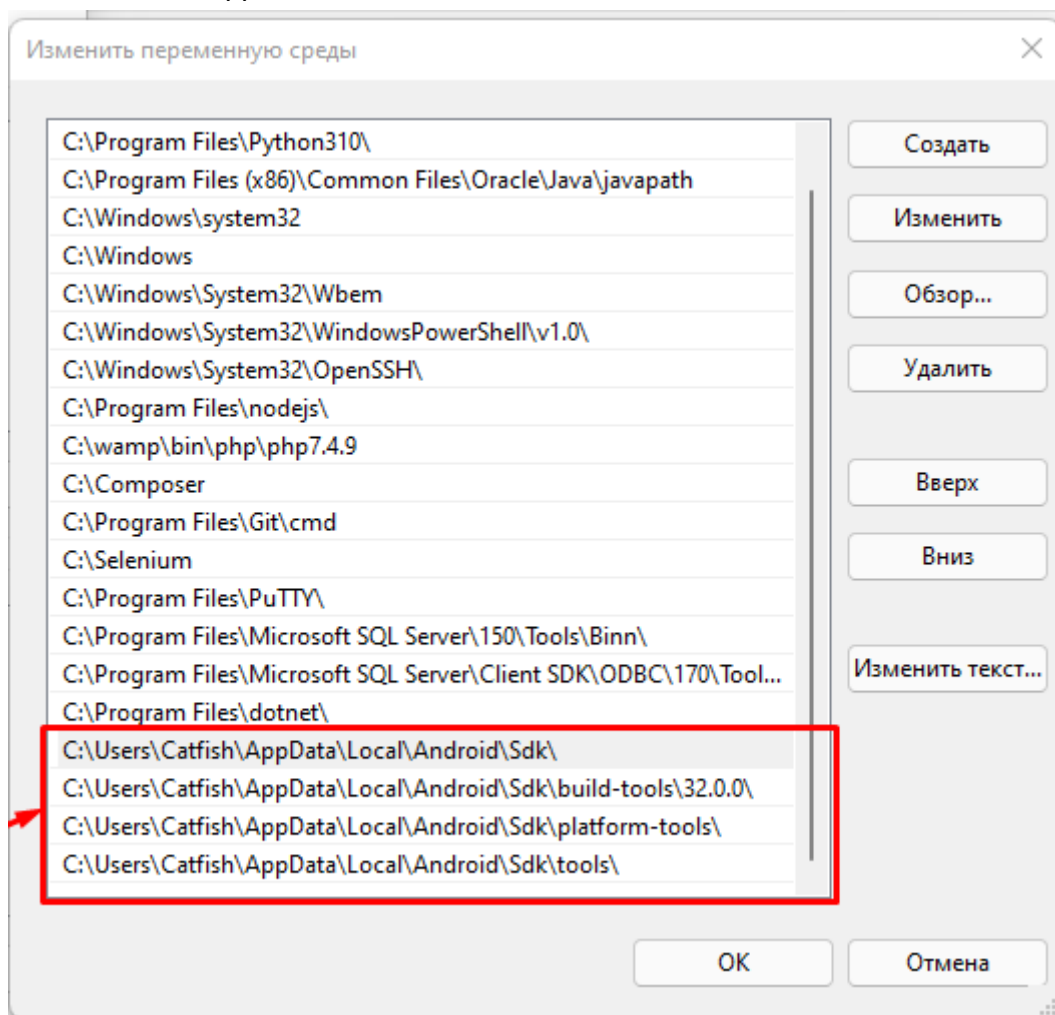 Изменить переменную среды
C:\Program Files\Python310\
C:\Program Files (x86)\Common Files\Oracle\Java\javapath
C:\Windows\system32
C:\Windows
C:\Windows\System32\Wbem
C:\Windows\System32\WindowsPowerShell\v1.0\
C:\Windows\System32\OpenSSH\
C:\Program Files\nodejs\
C:\wamp\bin\php\php7.4.9
C:\Composer
C:\Program Files\Git\cmd
C:\Selenium
C:\Program Files\PuTTY\
C:\Program Files\Microsoft SQL Server\150\Tools\Binn\
C:\Program Files\Microsoft SQL Server\Client SDK\ODBC\170\Tool...
C:\Program Files\dotnet\
C:\Users\Catfish\AppData\Local\Android\Sdk\
C:\Users\Catfish\AppData\Local\Android\Sdk\build-tools\32.0.0\
C:\Users\Catfish\AppData\Local\Android\Sdk\platform-tools\
C:\Users\Catfish\AppData\Local\Android\Sdk\tools\
Создать
Изменить
Обзор...
Удалить
Вверх
Вниз
Изменить текст...
ОК
Отмена